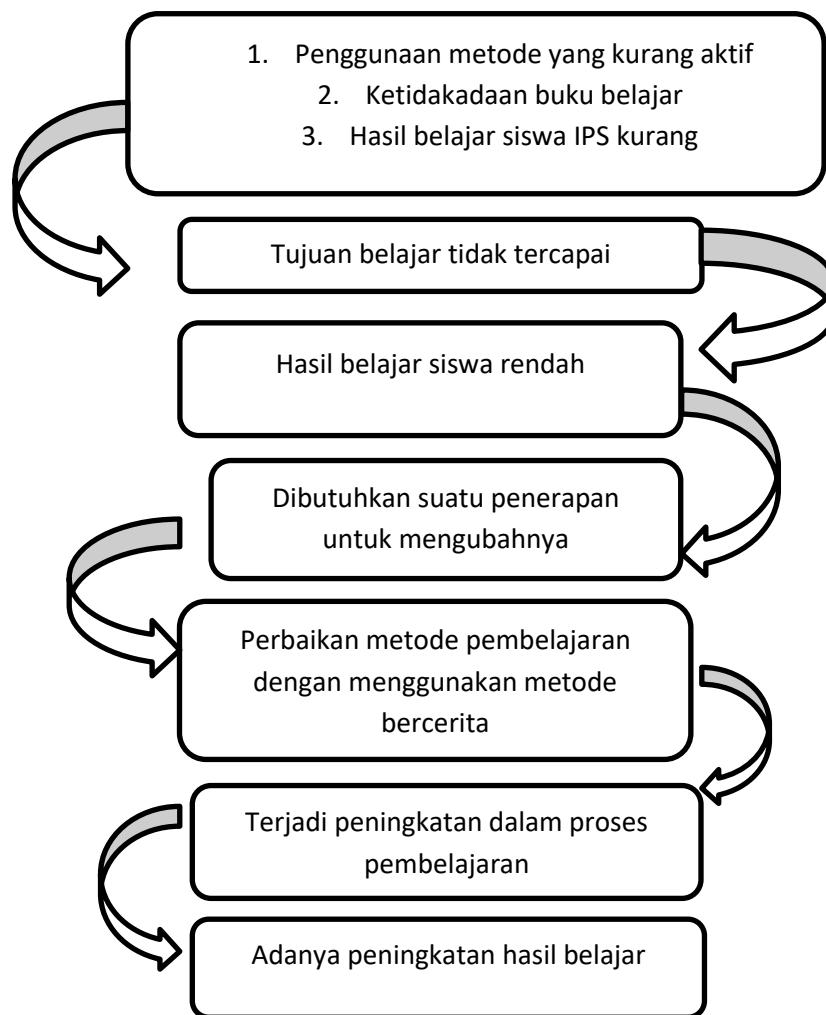 1. Penggunaan metode yang kurang aktif
2. Ketidakadaan buku belajar
3. Hasil belajar siswa IPS kurang
Tujuan belajar tidak tercapai
Hasil belajar siswa rendah
Dibutuhkan suatu penerapan
untuk mengubahnya
Perbaikan metode pembelajaran
dengan menggunakan metode
bercerita
Terjadi peningkatan dalam proses
pembelajaran
Adanya peningkatan hasil belajar